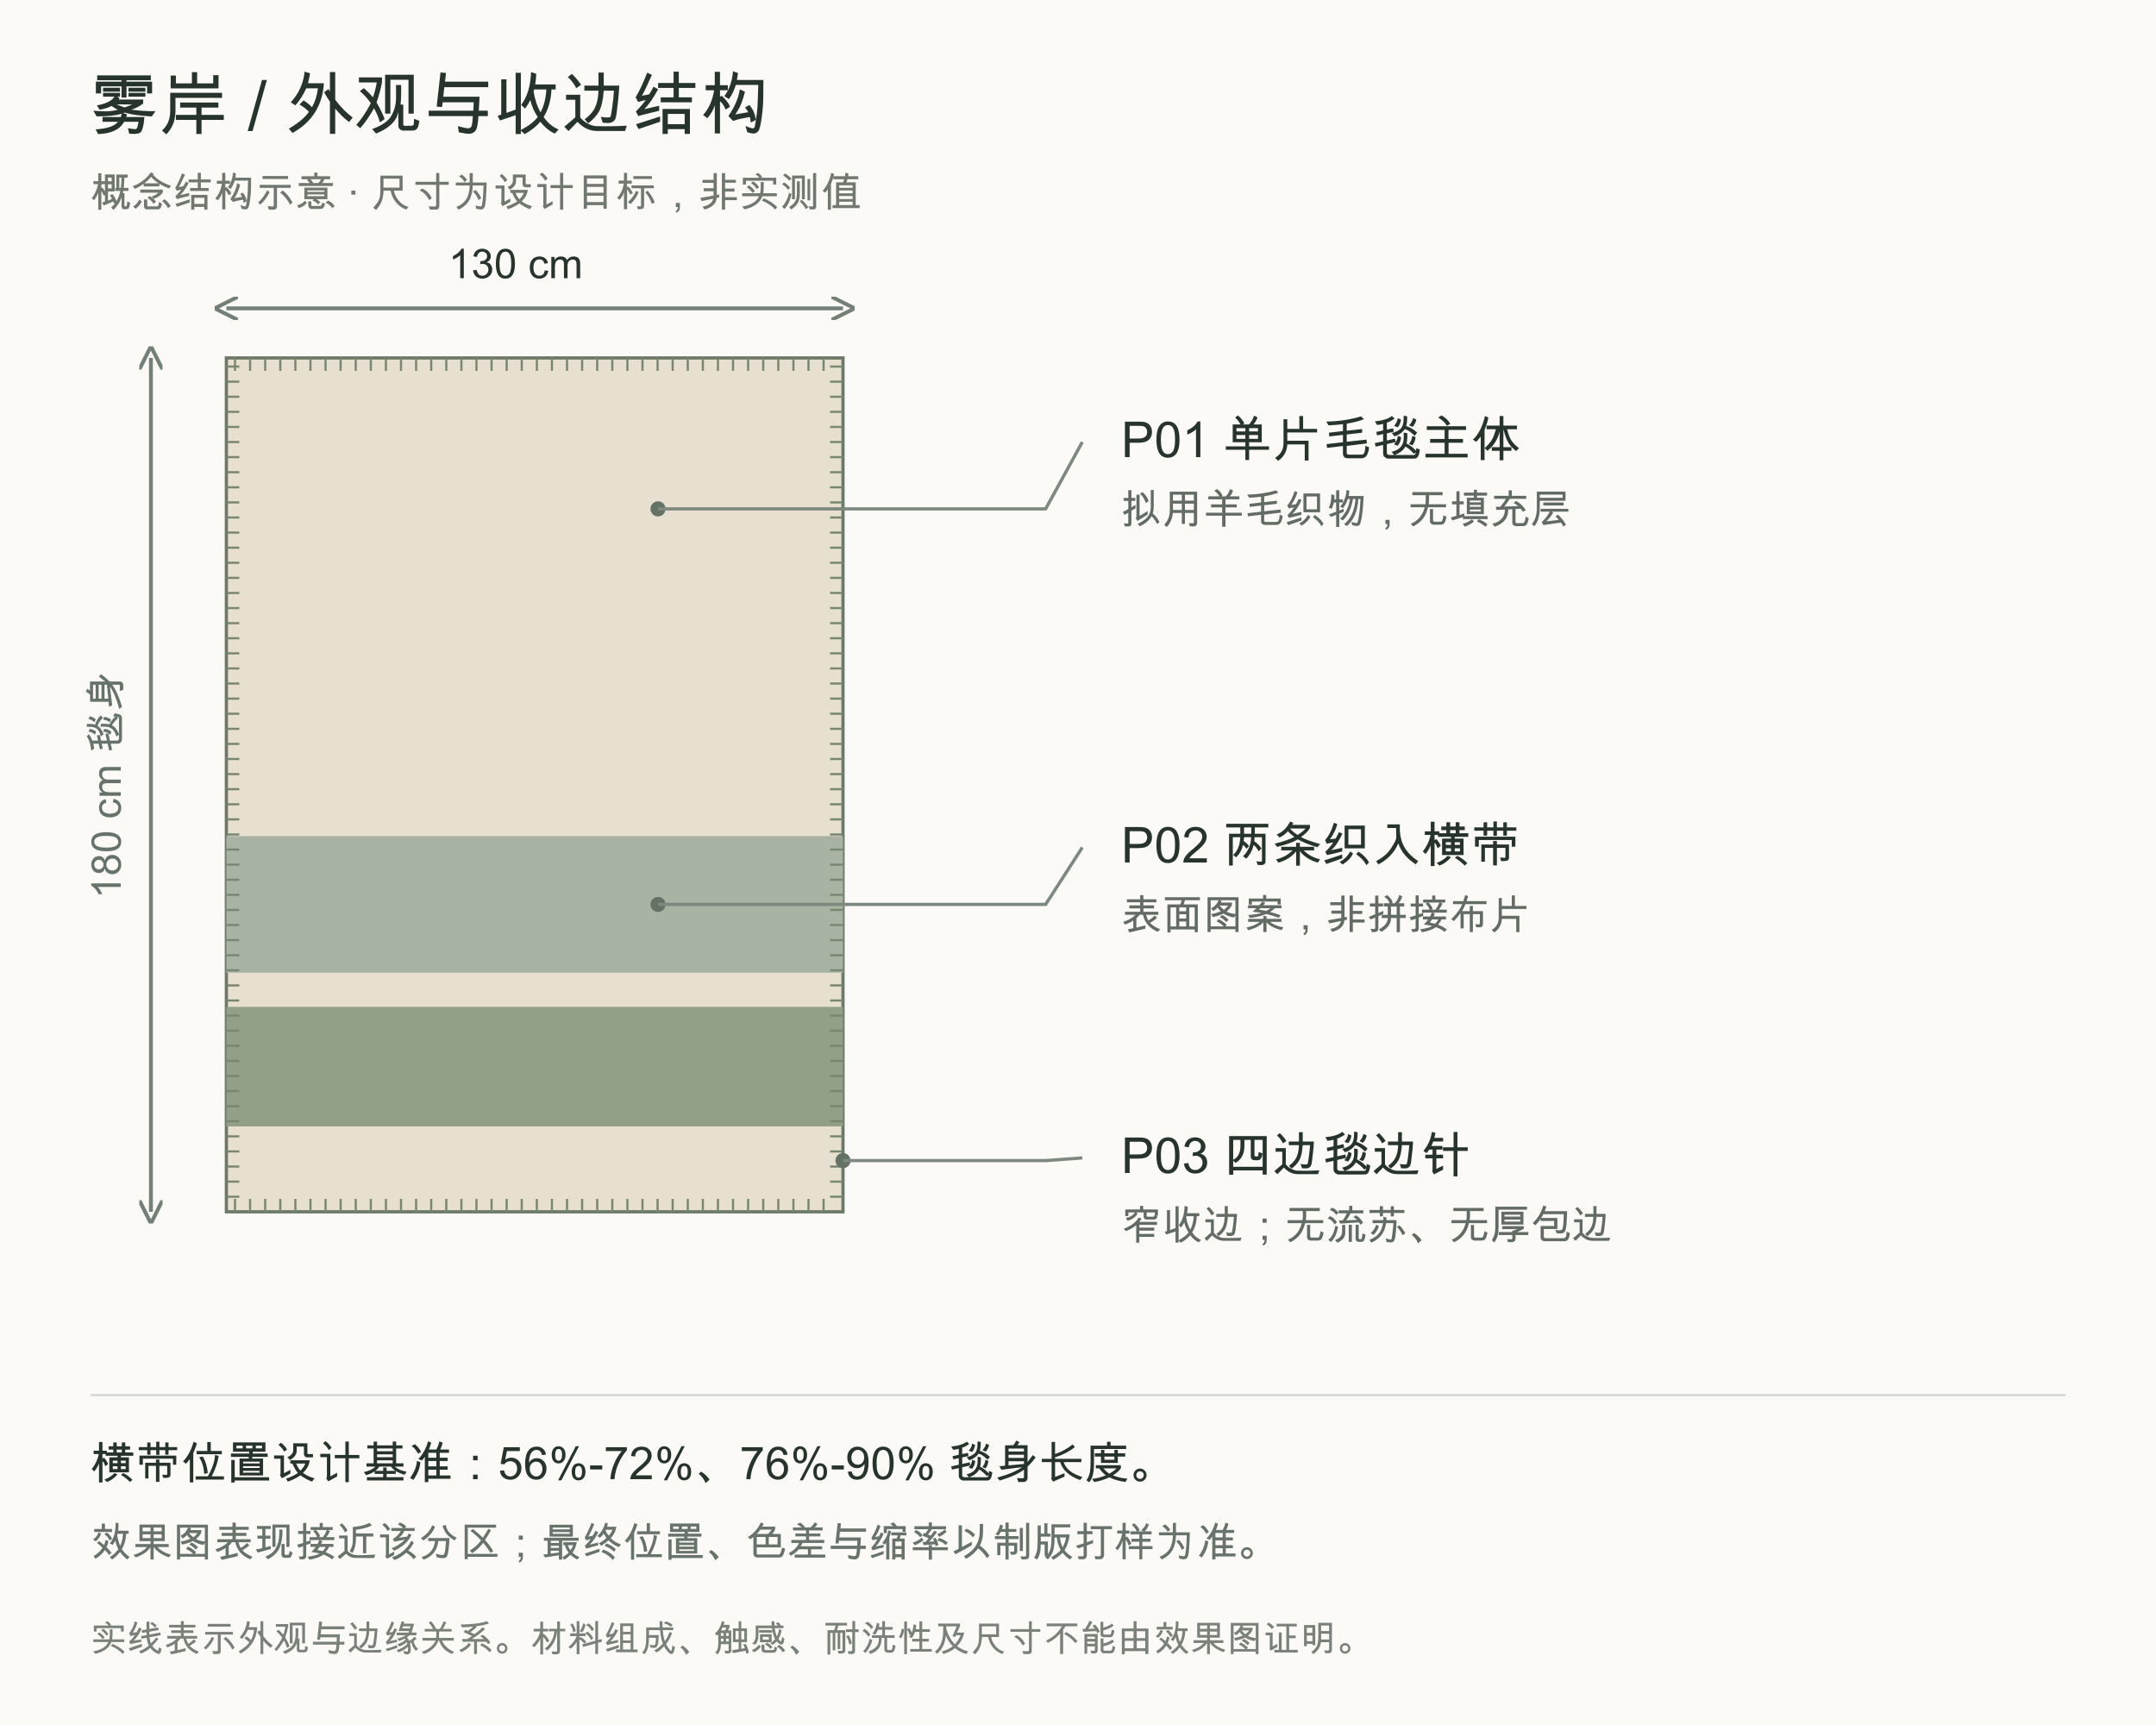 雾岸 / 外观与收边结构
概念结构示意 · 尺寸为设计目标，非实测值
130 cm
180 cm 毯身
P01 单片毛毯主体
拟用羊毛织物，无填充层
P02 两条织入横带
表面图案，非拼接布片
P03 四边毯边针
窄收边；无流苏、无厚包边
横带位置设计基准：56%-72%、76%-90% 毯身长度。
效果图表现接近该分区；最终位置、色差与缩率以制版打样为准。
实线表示外观与边缘关系。材料组成、触感、耐洗性及尺寸不能由效果图证明。